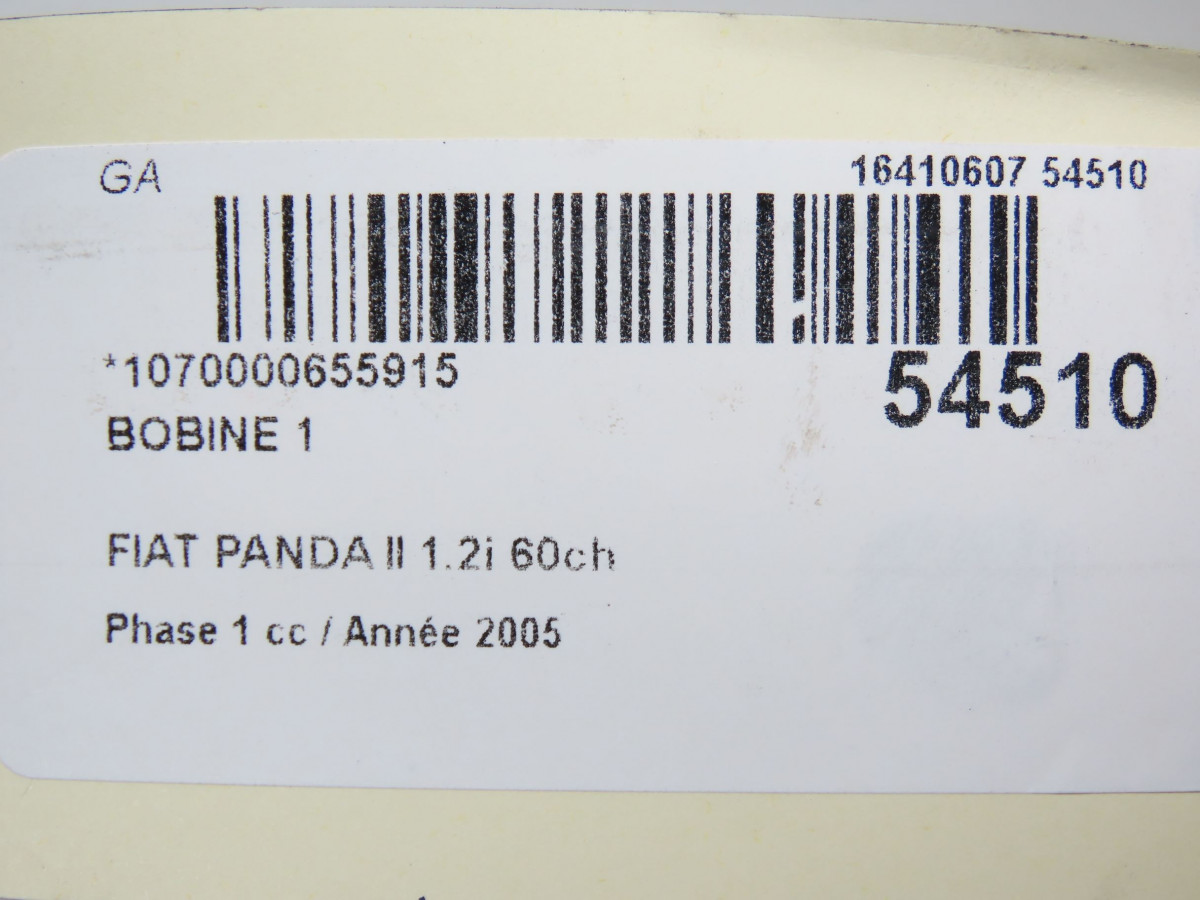 GA
16410607 54510
*1070000655915
54510
BOBINE 1
FIAT PANDA II 1.2i 60ch
Phase 1 cc / Année 2005